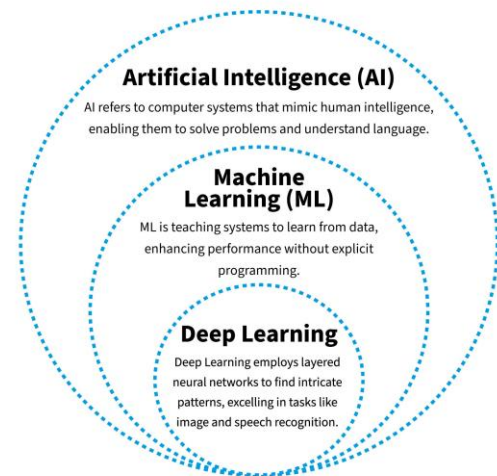 Artificial Intelligence (AI)
AI refers to computer systems that mimic human intelligence,
enabling them to solve problems and understand language.
Machine
Learning (ML)
ML is teaching systems to learn from data,
enhancing performance without explicit
programming.
Deep Learning
Deep Learning employs layered
neural networks to find intricate
patterns, excelling in tasks like
image and speech recognition.